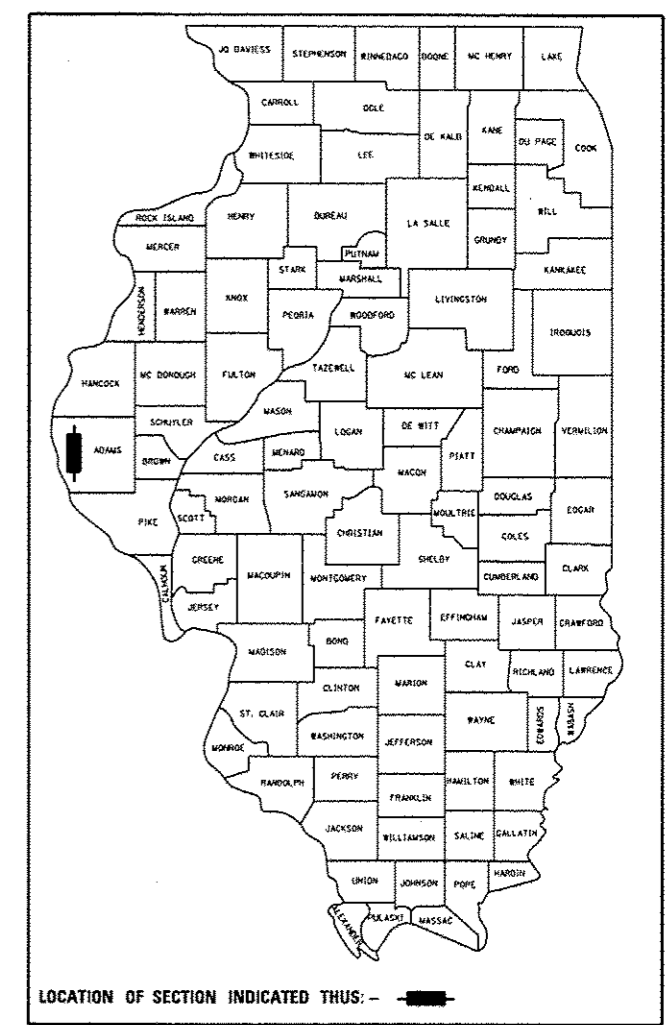 JO DAVIESS STEPHENSON WINNEBAGO BOONE MC HENRY LAKE
CARROLL OGLE DE KALB KANE DU PAGE COOK
WHITESIDE LEE
KENDALL WILL
ROCK ISLAND HENRY BUREAU LA SALLE GRUNDY
MERCER PUTNAM
STARK MARSHALL KANKAKEE
HENDERSON WARREN KNOX PEORIA WOODFORD LIVINGSTON IROQUOIS
HANCOCK MC DONOUGH FULTON TAZEWELL MC LEAN FORD
MASON
SCHUYLER LOGAN DE WITT CHAMPAIGN VERMILION
ADAMS BROWN CASS MENARD MACON PIATT
MORGAN SANGAMON DOUGLAS EDGAR
PIKE SCOTT CHRISTIAN MOULTRIE COLES
GREENE MACOUPIN MONTGOMERY SHELBY CUMBERLAND CLARK
CALHOUN JERSEY
FAYETTE EFFINGHAM JASPER CRAWFORD
MADISON BOND
CLAY RICHLAND LAWRENCE
CLINTON MARION
ST. CLAIR WAYNE EDWARDS WABASH
MONROE WASHINGTON JEFFERSON
RANDOLPH PERRY HAMILTON WHITE
FRANKLIN
JACKSON WILLIAMSON SALINE GALLATIN
UNION JOHNSON POPE HARDIN
ALEXANDER PULASKI MASSAC
LOCATION OF SECTION INDICATED THUS: -